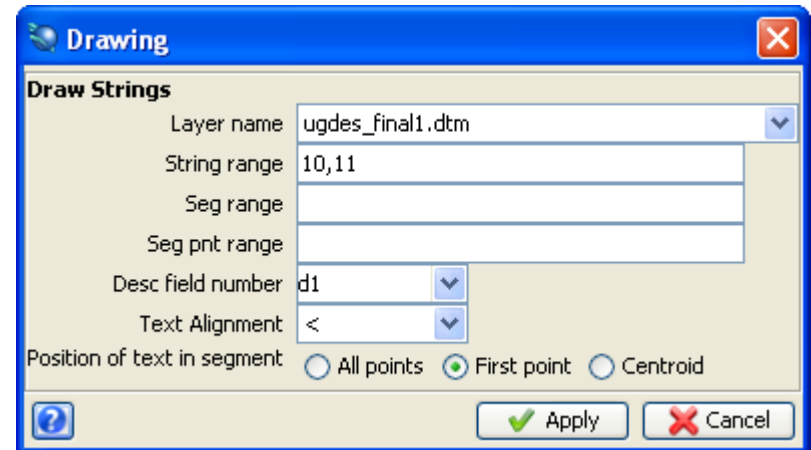 Drawing
Draw Strings
Layer name ugdes_final1.dtm
String range 10,11
Seg range
Seg pnt range
Desc field number d1
Text Alignment <
Position of text in segment All points First point Centroid
? Apply Cancel